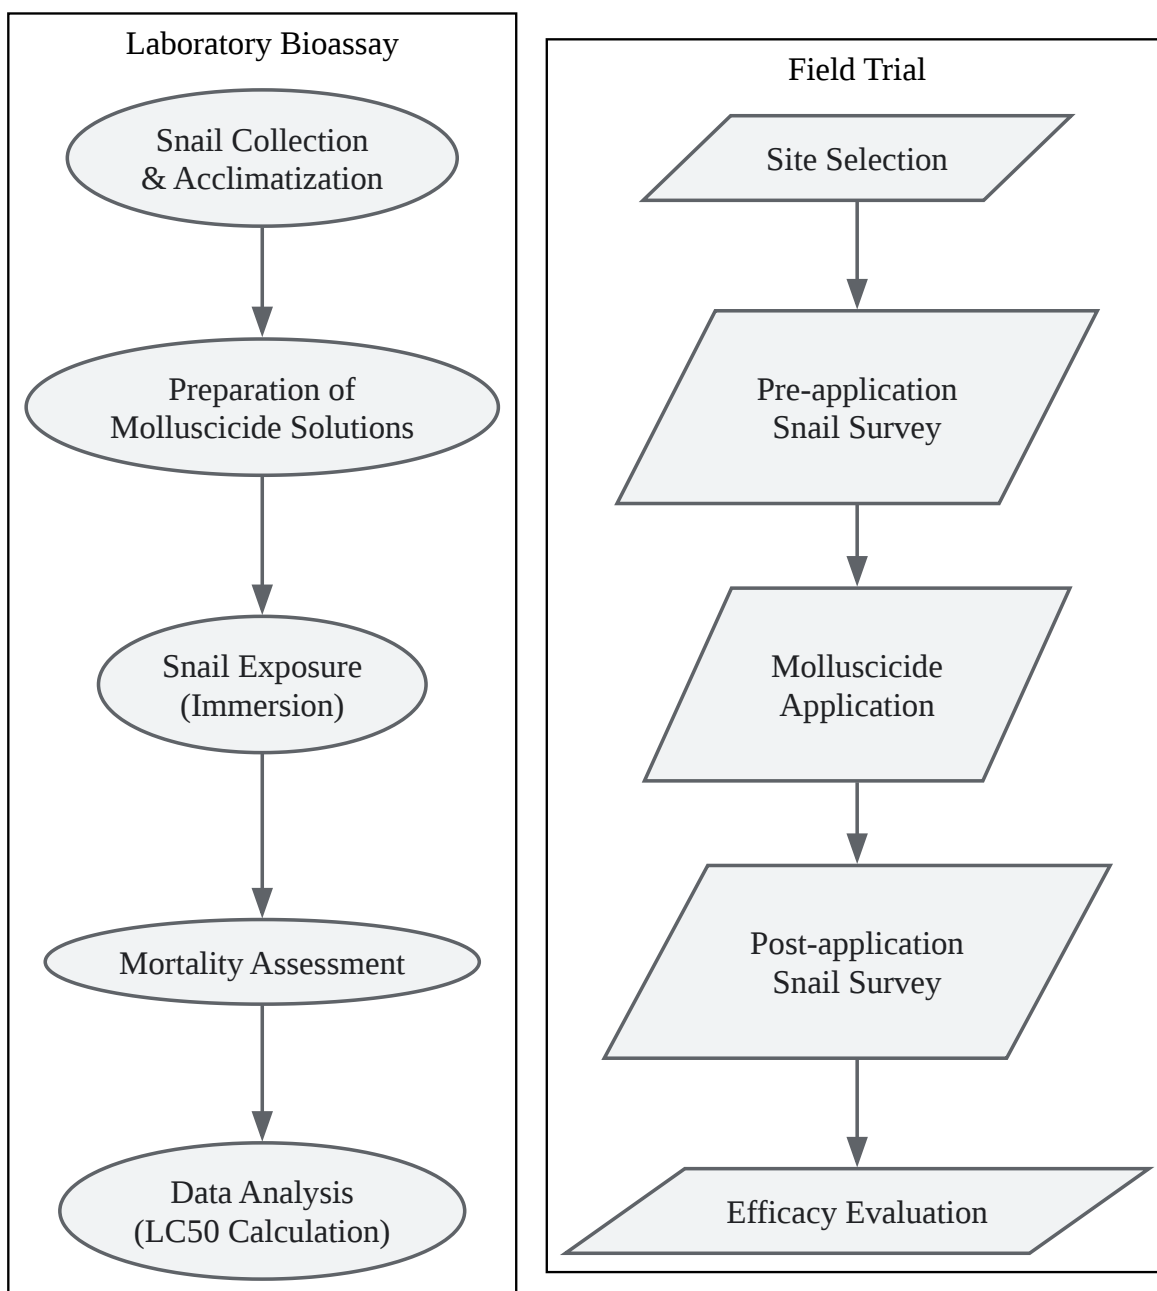 Laboratory Bioassay
Snail Collection
& Acclimatization
Preparation of
Molluscicide Solutions
Snail Exposure
(Immersion)
Mortality Assessment
Data Analysis
(LC50 Calculation)
Field Trial
Site Selection
Pre-application
Snail Survey
Molluscicide
Application
Post-application
Snail Survey
Efficacy Evaluation